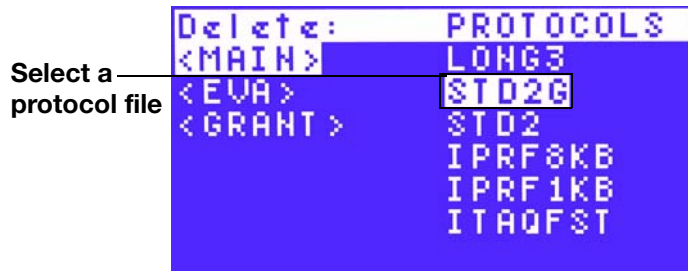 Select a
protocol file
Delete: PROTOCOLS
<MAIN> LONG3
<EVA> STD2G
<GRANT> STD2
IPRF8KB
IPRF1KB
ITAQFST